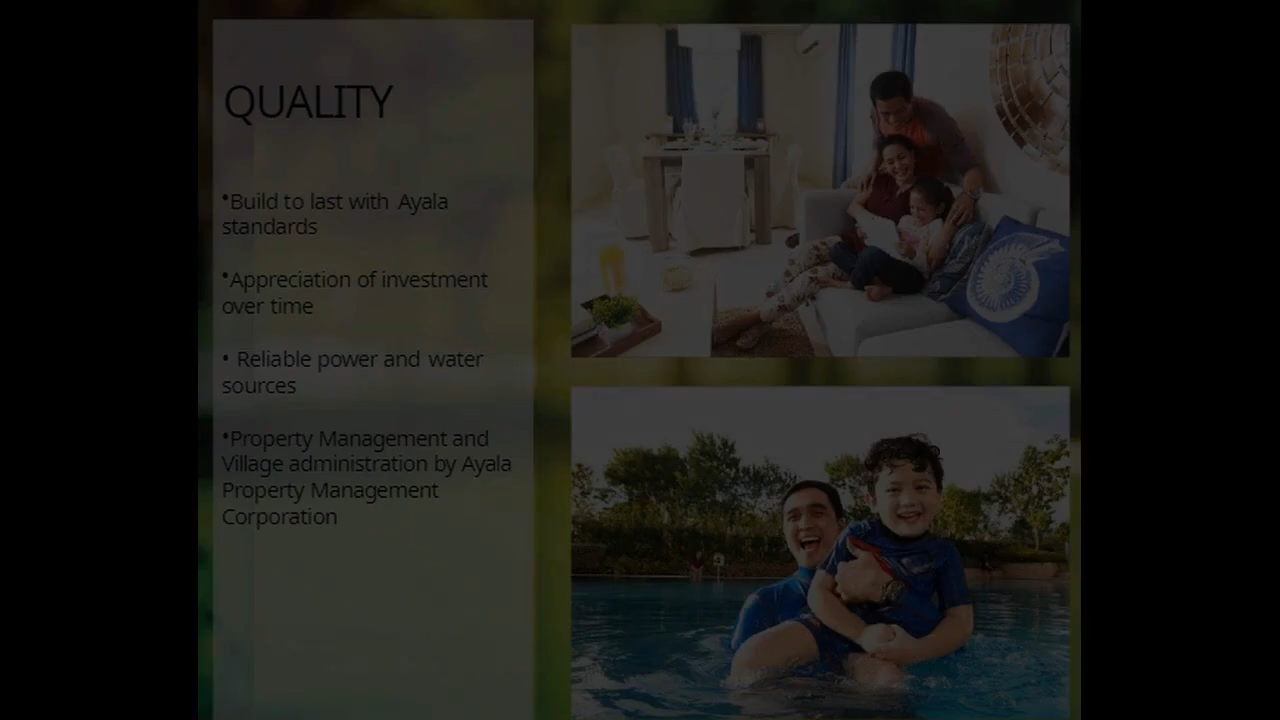 QUALITY
•Build to last with Ayala
standards
•Appreciation of investment
over time
• Reliable power and water
sources
•Property Management and
Village administration by Ayala
Property Management
Corporation